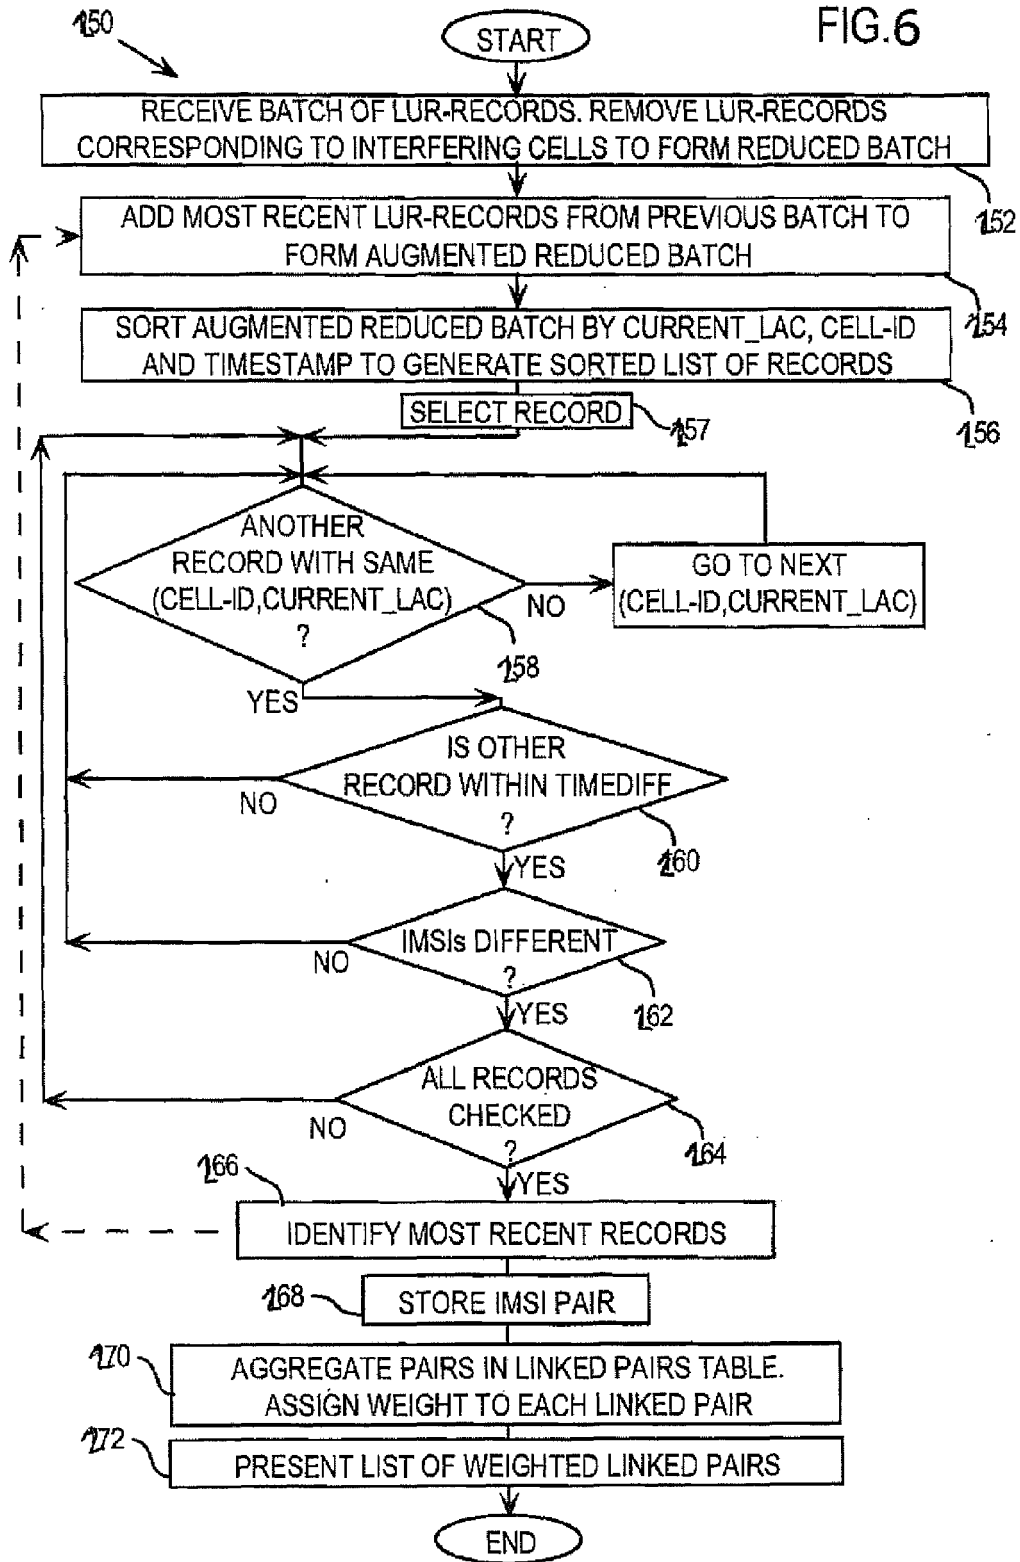 150
START
FIG.6
RECEIVE BATCH OF LUR-RECORDS. REMOVE LUR-RECORDS
CORRESPONDING TO INTERFERING CELLS TO FORM REDUCED BATCH
152
ADD MOST RECENT LUR-RECORDS FROM PREVIOUS BATCH TO
FORM AUGMENTED REDUCED BATCH
154
SORT AUGMENTED REDUCED BATCH BY CURRENT_LAC, CELL-ID
AND TIMESTAMP TO GENERATE SORTED LIST OF RECORDS
156
SELECT RECORD
157
ANOTHER
RECORD WITH SAME
(CELL-ID,CURRENT_LAC)
?
158
NO
GO TO NEXT
(CELL-ID,CURRENT_LAC)
YES
IS OTHER
RECORD WITHIN TIMEDIFF
?
160
NO
YES
IMSIs DIFFERENT
?
162
NO
YES
ALL RECORDS
CHECKED
?
164
NO
YES
166
IDENTIFY MOST RECENT RECORDS
168
STORE IMSI PAIR
170
AGGREGATE PAIRS IN LINKED PAIRS TABLE.
ASSIGN WEIGHT TO EACH LINKED PAIR
172
PRESENT LIST OF WEIGHTED LINKED PAIRS
END